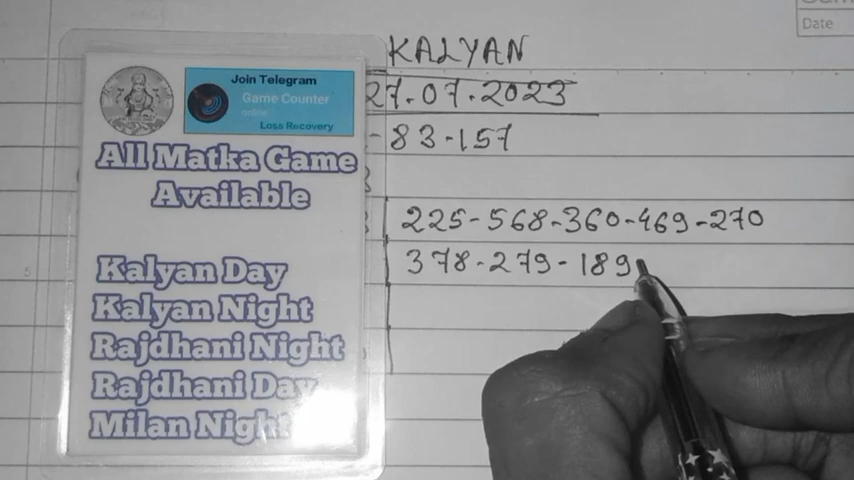 Date
KALYAN
27.07.2023
-83-157
225-568-360-469-270
378-279-189
Join Telegram
Game Counter
online
Loss Recovery
All Matka Game
Available
Kalyan Day
Kalyan Night
Rajdhani Night
Rajdhani Day
Milan Night